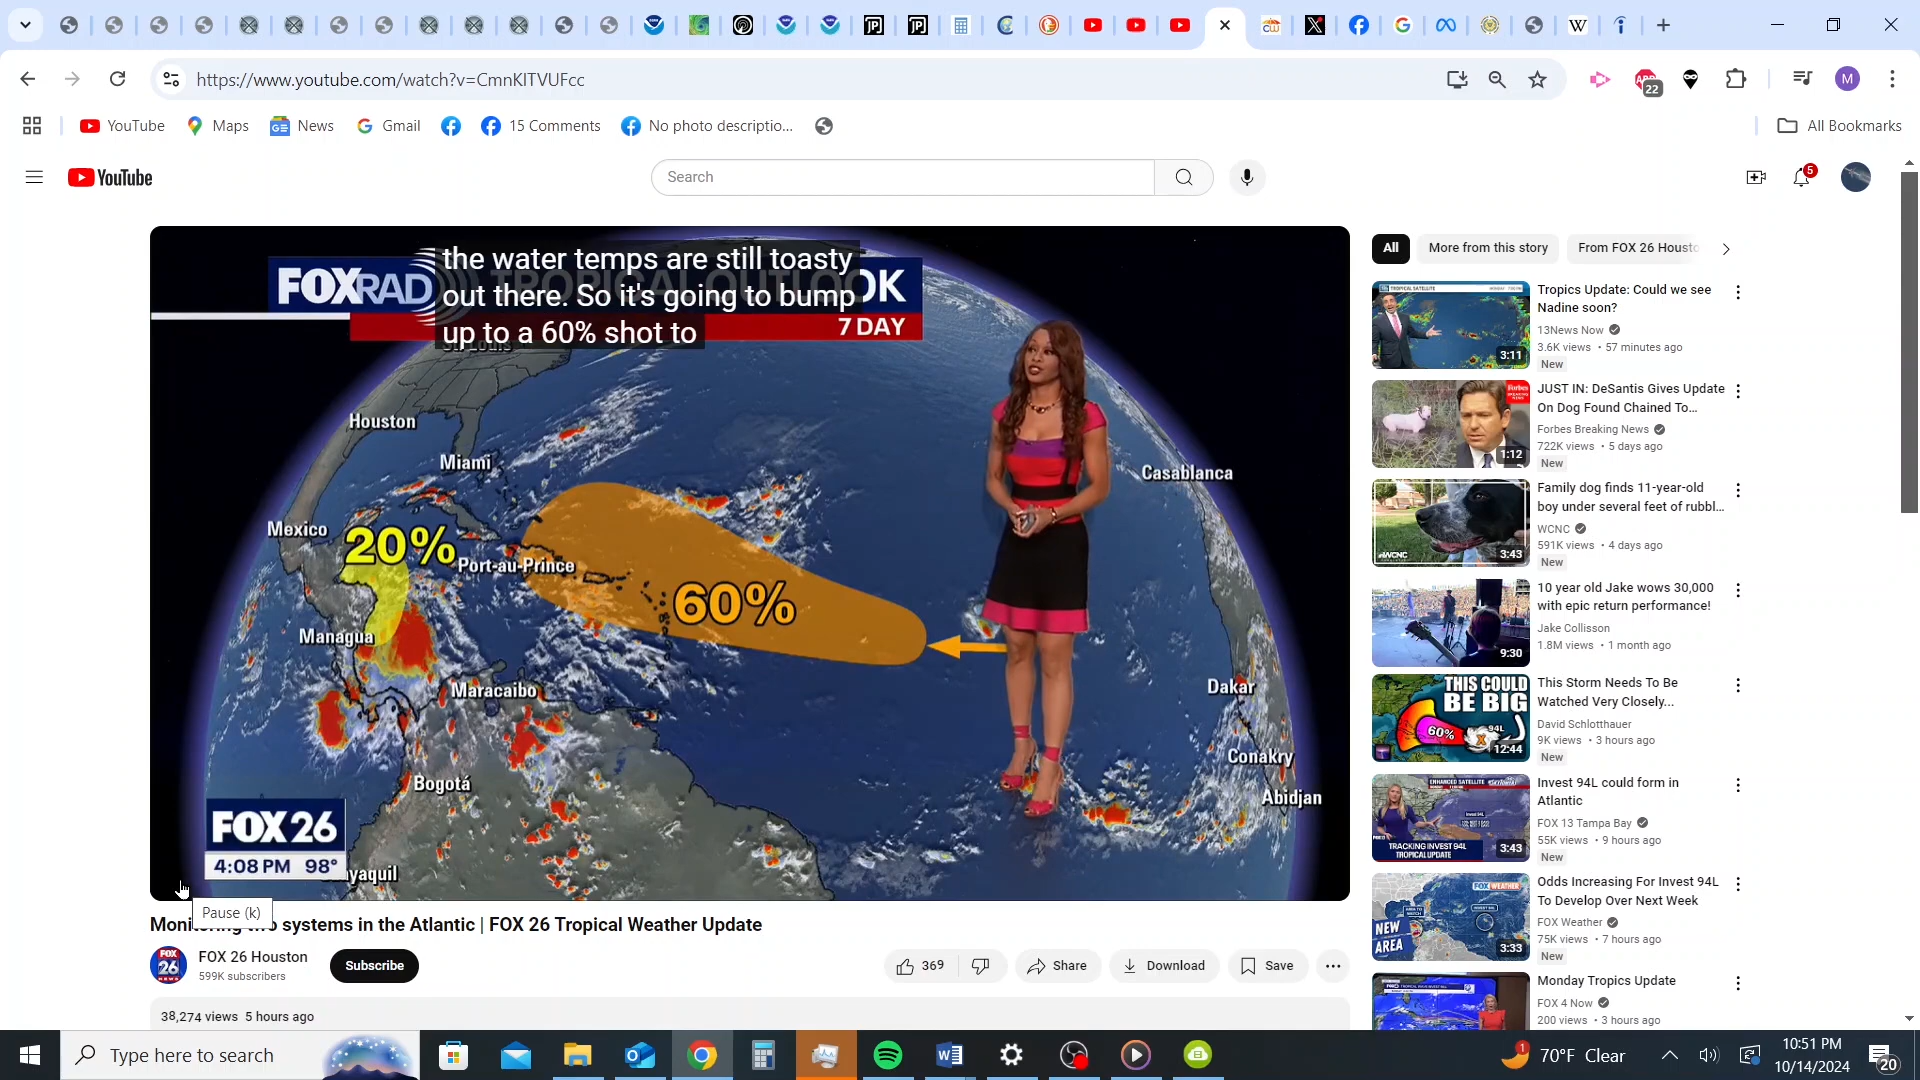 https://www.youtube.com/watch?v=CmnKITVUFcc
22
M
YouTube
Maps
News
Gmail
15 Comments
No photo descriptio...
All Bookmarks
YouTube
Search
5
the water temps are still toasty
out there. So it's going to bump
up to a 60% shot to
FOXRAD
OK
7 DAY
Houston
Miami
Casablanca
Mexico
20%
Port-au-Prince
60%
Managua
Maracaibo
Dakar
Conakry
Bogotá
Abidjan
FOX 26
4:08 PM 98°
yaquil
Pause (k)
systems in the Atlantic | FOX 26 Tropical Weather Update
FOX 26 Houston
599K subscribers
Subscribe
369
Share
Download
Save
38,274 views 5 hours ago
All
More from this story
From FOX 26 Housto
Tropics Update: Could we see
Nadine soon?
13News Now
3.6K views • 57 minutes ago
New
3:11
JUST IN: DeSantis Gives Update
On Dog Found Chained To...
Forbes Breaking News
722K views • 5 days ago
New
1:12
Family dog finds 11-year-old
boy under several feet of rubbl...
WCNC
591K views • 4 days ago
New
3:43
10 year old Jake wows 30,000
with epic return performance!
Jake Collisson
1.8M views • 1 month ago
9:30
This Storm Needs To Be
Watched Very Closely...
David Schlotthauer
9K views • 3 hours ago
New
THIS COULD
BE BIG
60%
94L
12:44
Invest 94L could form in
Atlantic
FOX 13 Tampa Bay
55K views • 9 hours ago
New
TRACKING INVEST 94L
TROPICAL UPDATE
3:43
Odds Increasing For Invest 94L
To Develop Over Next Week
FOX Weather
75K views • 7 hours ago
New
NEW
AREA
3:33
Monday Tropics Update
FOX 4 Now
200 views • 3 hours ago
Type here to search
1
70°F Clear
10:51 PM
10/14/2024
20